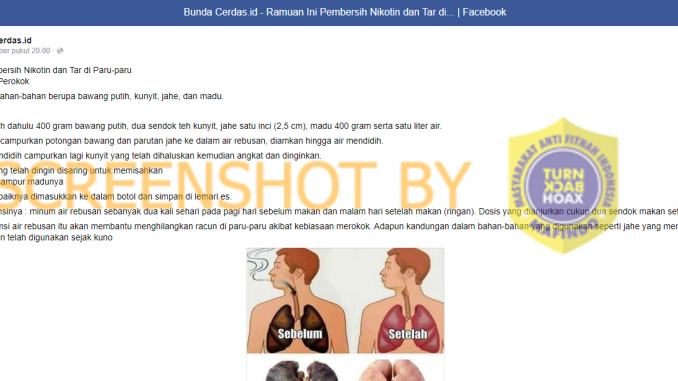 Bunda Cerdas.id - Ramuan Ini Pembersih Nikotin dan Tar di... | Facebook
erdas.id
ber pukul 20.00 ·
bersih Nikotin dan Tar di Paru-paru
Perokok
ahan-bahan berupa bawang putih, kunyit, jahe, dan madu.
h dahulu 400 gram bawang putih, dua sendok teh kunyit, jahe satu inci (2,5 cm), madu 400 gram serta satu liter air.
campurkan potongan bawang dan parutan jahe ke dalam air rebusan, diamkan hingga air mendidih.
ndidih campurkan lagi kunyit yang telah dihaluskan kemudian angkat dan dinginkan.
ng telah dingin disaring untuk memisahkan
ampur madunya
baiknya dimasukkan ke dalam botol dan simpan di lemari es.
nsinya : minum air rebusan sebanyak dua kali sehari pada pagi hari sebelum makan dan malam hari setelah makan (ringan). Dosis yang dianjurkan cukup dua sendok makan set
nsi air rebusan itu akan membantu menghilangkan racun di paru-paru akibat kebiasaan merokok. Adapun kandungan dalam bahan-bahan yang digunakan seperti jahe yang mer
n telah digunakan sejak kuno
SCREENSHOT BY
MASYARAKAT ANTI FITNAH INDONESIA
TURN
BACK
HOAX
MAFINDO
Sebelum
Setelah